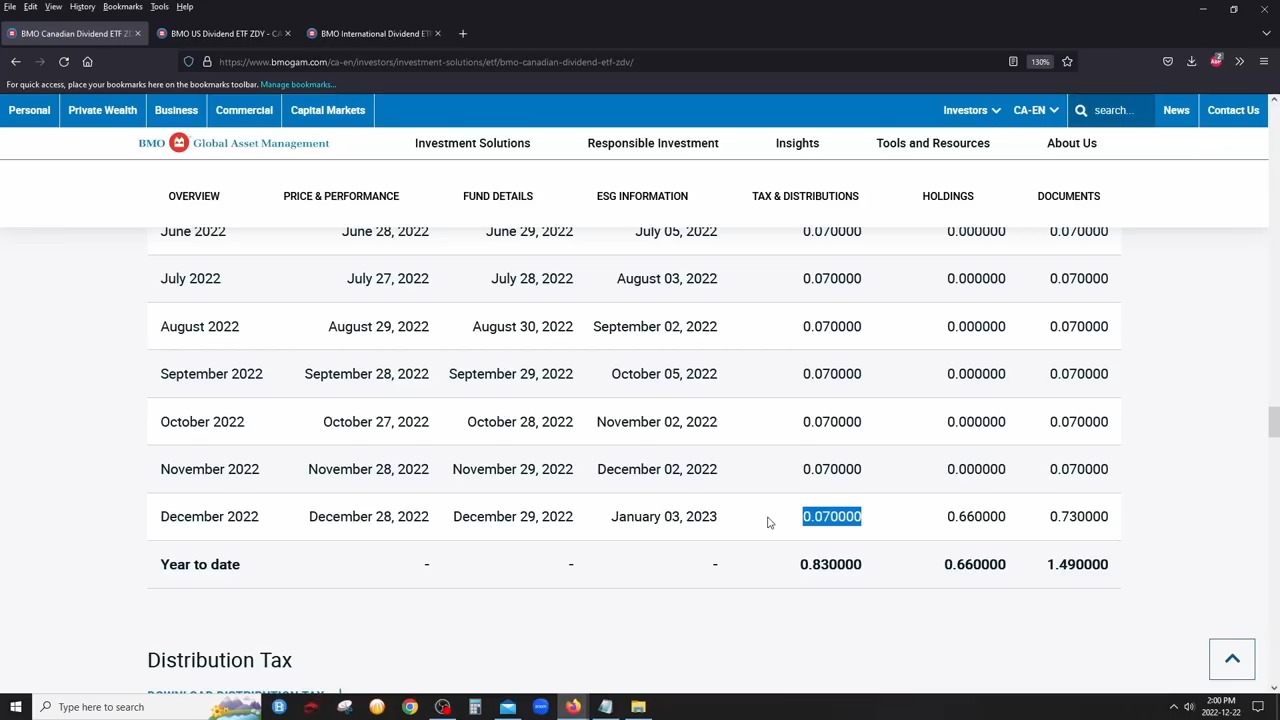 File Edit View History Bookmarks Tools Help
BMO Canadian Dividend ETF Z
BMO US Dividend ETF ZDY - CA
BMO International Dividend ET
https://www.bmogam.com/ca-en/investors/investment-solutions/etf/bmo-canadian-dividend-etf-zdv/
130%
For quick access, place your bookmarks here on the bookmarks toolbar. Manage bookmarks...
Personal Private Wealth Business Commercial Capital Markets Investors CA-EN search... News Contact Us
BMO Global Asset Management Investment Solutions Responsible Investment Insights Tools and Resources About Us
OVERVIEW PRICE & PERFORMANCE FUND DETAILS ESG INFORMATION TAX & DISTRIBUTIONS HOLDINGS DOCUMENTS
June 2022 June 28, 2022 June 29, 2022 July 05, 2022 0.070000 0.000000 0.070000
July 2022 July 27, 2022 July 28, 2022 August 03, 2022 0.070000 0.000000 0.070000
August 2022 August 29, 2022 August 30, 2022 September 02, 2022 0.070000 0.000000 0.070000
September 2022 September 28, 2022 September 29, 2022 October 05, 2022 0.070000 0.000000 0.070000
October 2022 October 27, 2022 October 28, 2022 November 02, 2022 0.070000 0.000000 0.070000
November 2022 November 28, 2022 November 29, 2022 December 02, 2022 0.070000 0.000000 0.070000
December 2022 December 28, 2022 December 29, 2022 January 03, 2023 0.070000 0.660000 0.730000
Year to date - - - 0.830000 0.660000 1.490000
Distribution Tax
DOWNLOAD DISTRIBUTION TAX
Type here to search
2:00 PM
2022-12-22